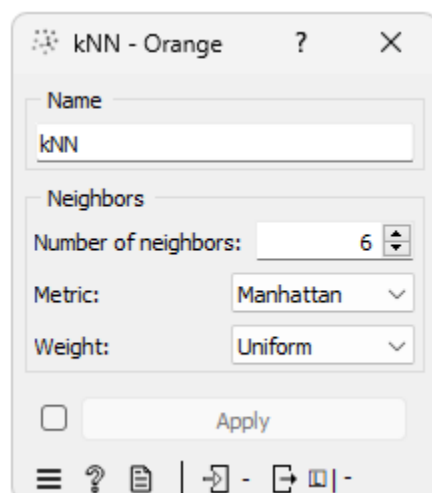 kNN - Orange ?
Name
kNN
Neighbors
Number of neighbors: 6
Metric: Manhattan
Weight: Uniform
Apply
? | - | -